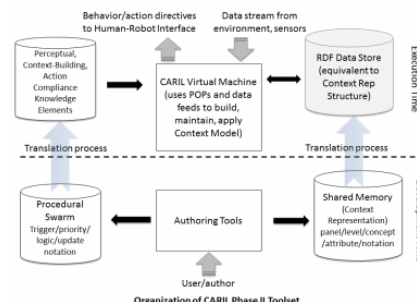 Behavior/action directives
to Human-Robot Interface
Data stream from
environment, sensors
Perceptual,
Context-Building,
Action
Compliance
Knowledge
Elements
CARIL Virtual Machine
(uses POPs and data
feeds to build,
maintain, apply
Context Model)
RDF Data Store
(equivalent to
Context Rep
Structure)
Execution Time
Translation process
Translation process
Procedural
Swarm
Trigger/priority/
logic/update
notation
Authoring Tools
Shared Memory
(Context
Representation)
panel/level/concept
/attribute/notation
User/author
Organization of CARIL Phase II Toolset